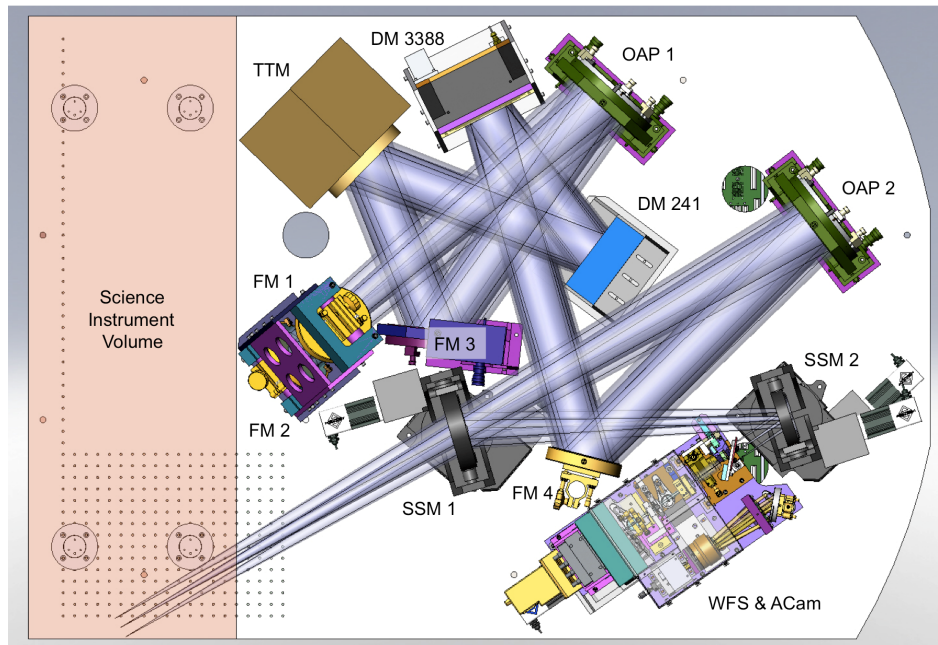 DM 3388
OAP 1
TTM
OAP 2
DM 241
FM 1
Science
Instrument
Volume
FM 3
SSM 2
FM 2
SSM 1
FM 4
WFS & ACam